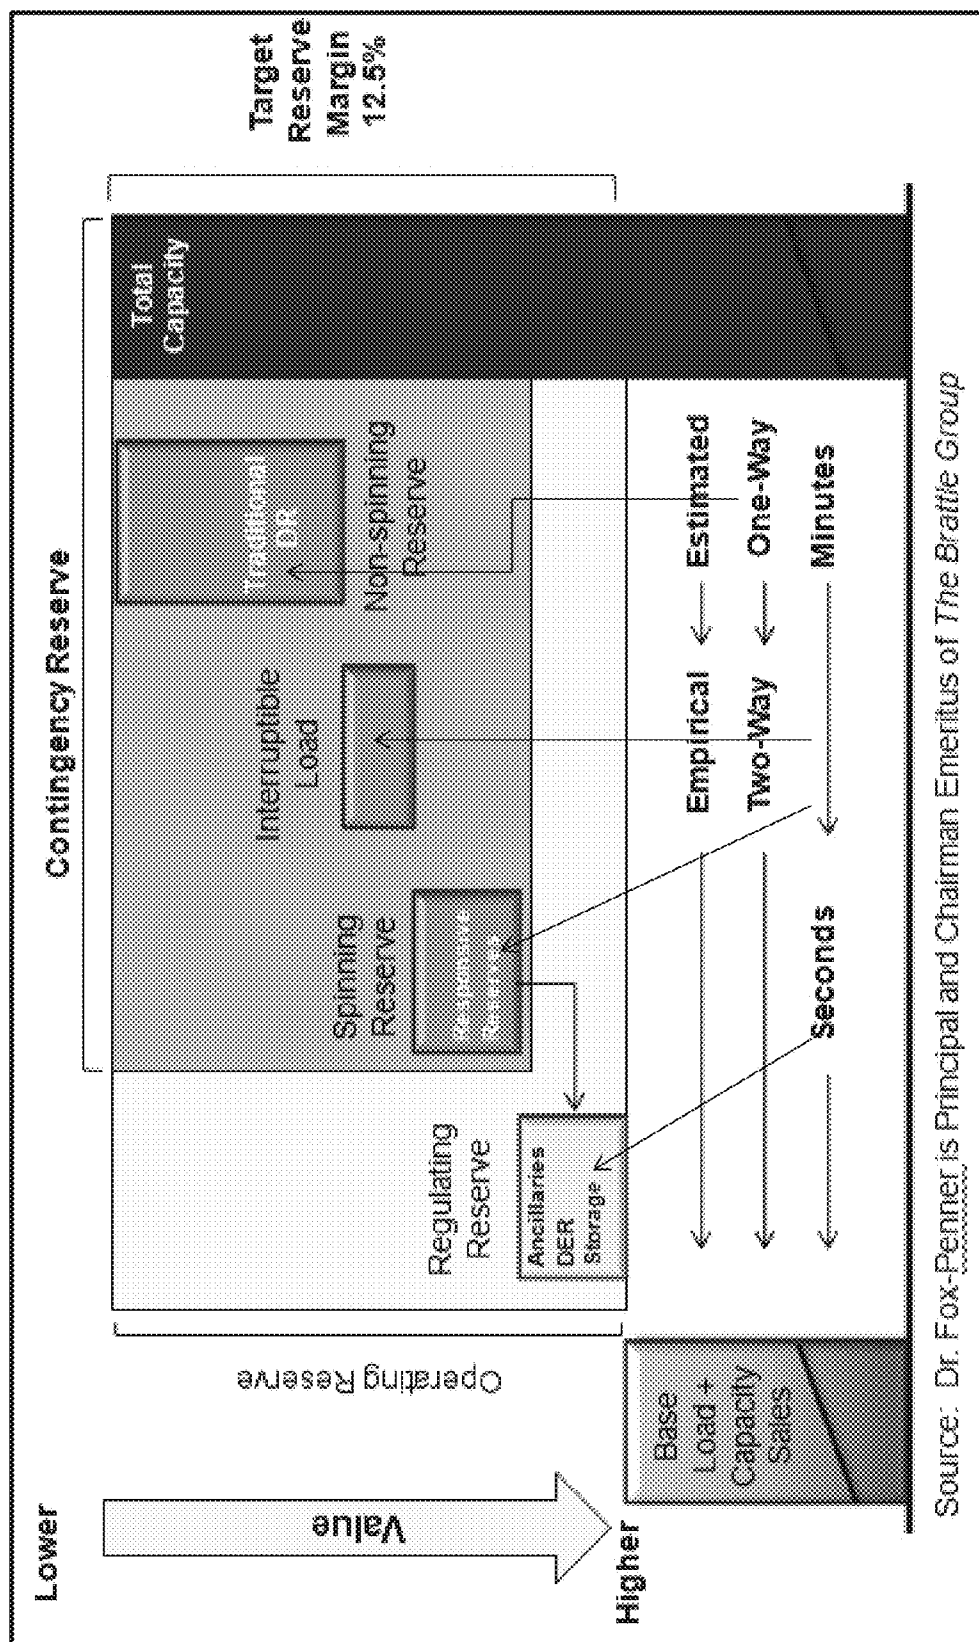 Contingency Reserve
Target
Reserve
Margin
12.5%
Lower
Value
Higher
Operating Reserve
Total
Capacity
Traditional
DR
Non-spinning
Reserve
Interruptible
Load
Spinning
Reserve
Regulating
Reserve
Ancillaries
DER
Storage
Base
Load +
Capacity
Sales
Empirical
Estimated
Two-Way
One-Way
Seconds
Minutes
Source: Dr. Fox-Penner is Principal and Chairman Emeritus of The Brattle Group